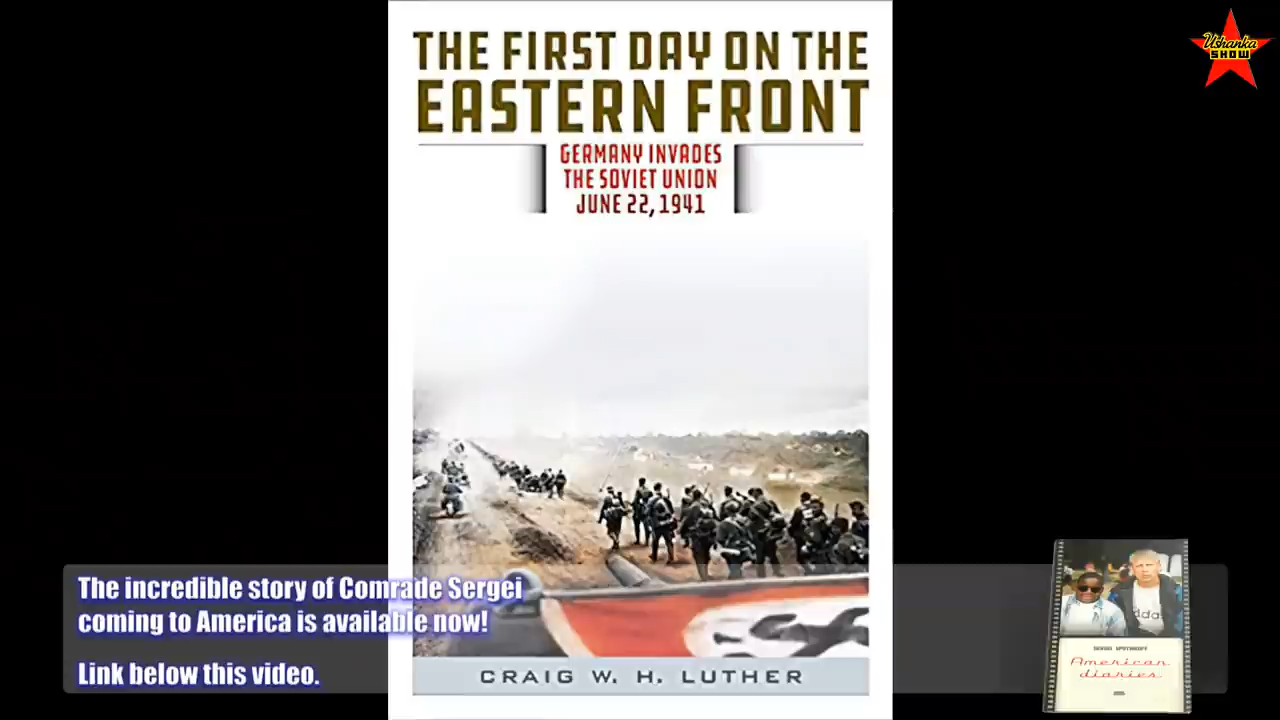 THE FIRST DAY ON THE
EASTERN FRONT
GERMANY INVADES
THE SOVIET UNION
JUNE 22, 1941
CRAIG W. H. LUTHER
Ushanka
SHOW
The incredible story of Comrade Sergei
coming to America is available now!
Link below this video.
American
diaries